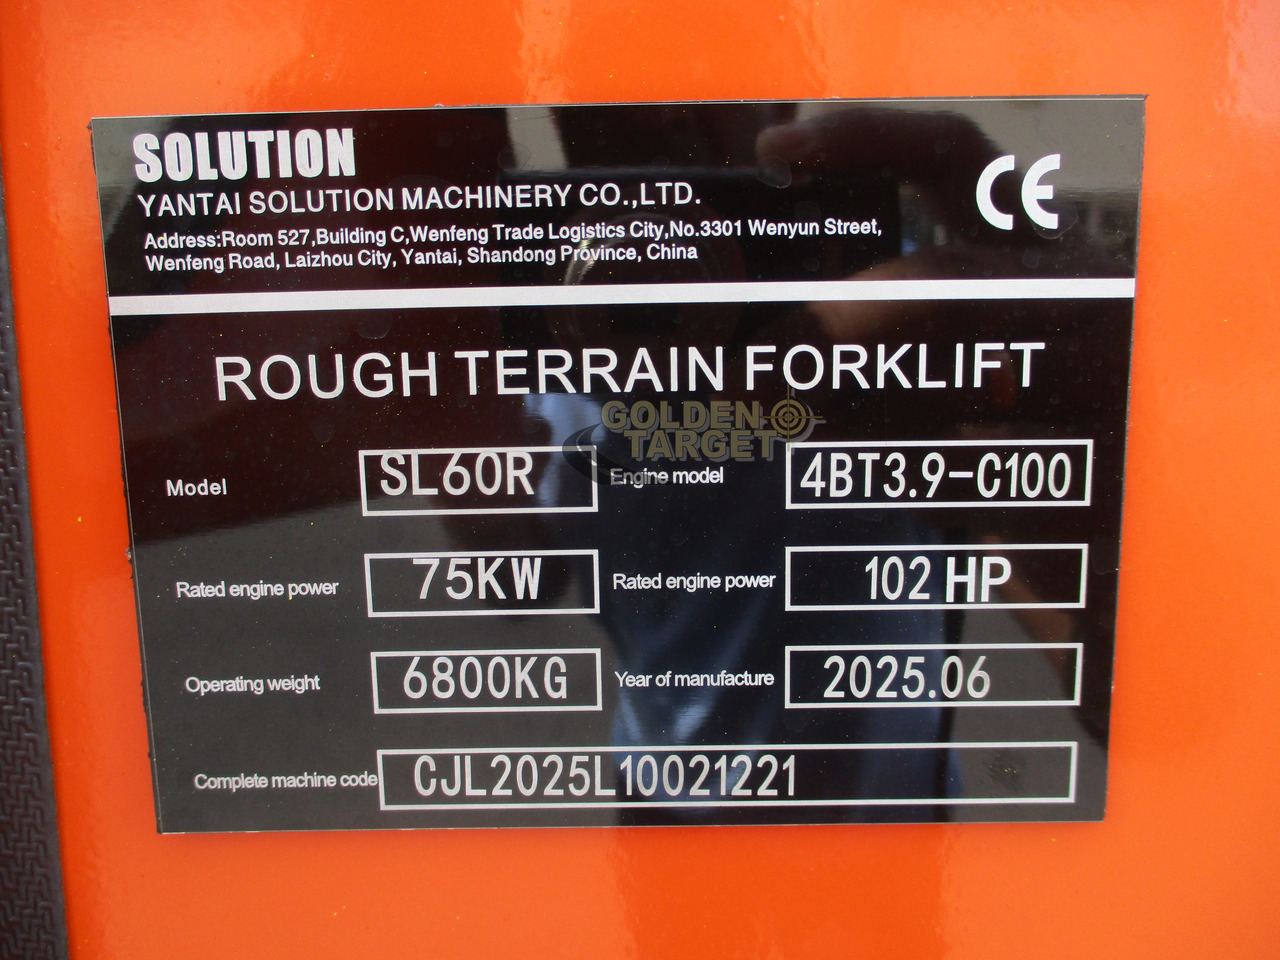 SOLUTION
CE
YANTAI SOLUTION MACHINERY CO.,LTD.
Address:Room 527,Building C,Wenfeng Trade Logistics City,No.3301 Wenyun Street,
Wenfeng Road, Laizhou City, Yantai, Shandong Province, China
ROUGH TERRAIN FORKLIFT
GOLDEN
TARGET
Model SL60R Engine model 4BT3.9-C100
Rated engine power 75KW Rated engine power 102 HP
Operating weight 6800KG Year of manufacture 2025.06
Complete machine code CJL2025L10021221